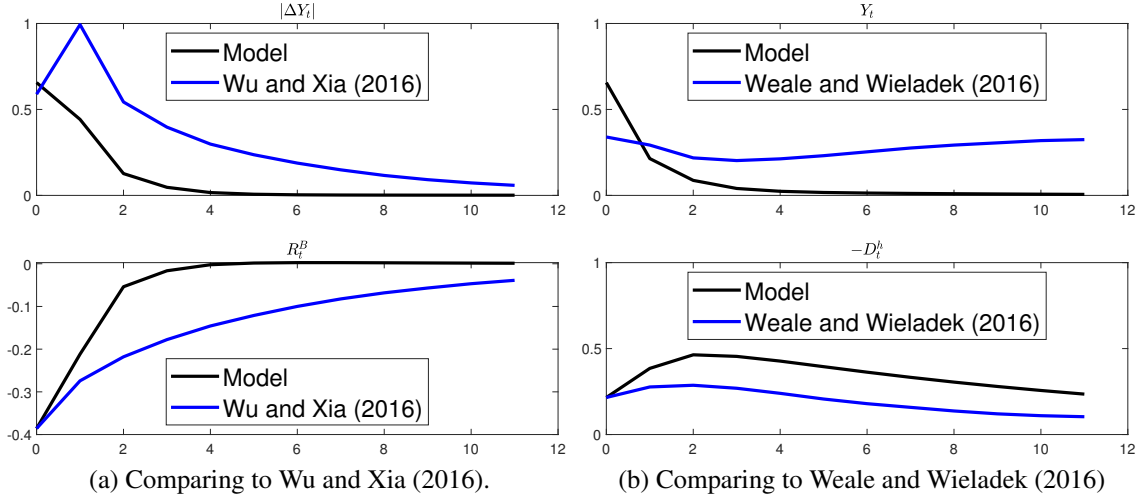 |ΔY_t|
1
0.5
0
0 2 4 6 8 10 12
Model
Wu and Xia (2016)
R_t^B
0
-0.1
-0.2
-0.3
-0.4
0 2 4 6 8 10 12
Model
Wu and Xia (2016)
(a) Comparing to Wu and Xia (2016).
Y_t
1
0.5
0
0 2 4 6 8 10 12
Model
Weale and Wieladek (2016)
-D_t^h
1
0.5
0
0 2 4 6 8 10 12
Model
Weale and Wieladek (2016)
(b) Comparing to Weale and Wieladek (2016)